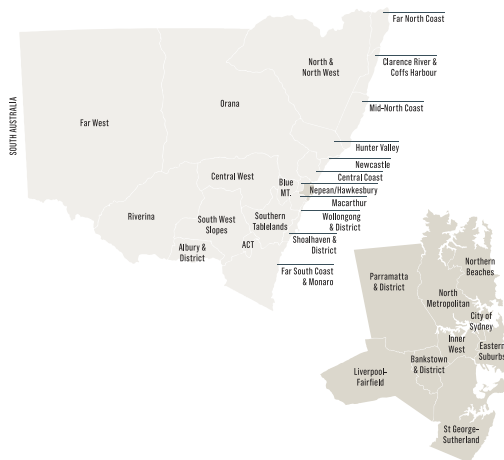 Far North Coast
North &
North West
Clarence River &
Coffs Harbour
SOUTH AUSTRALIA
Far West
Orana
Mid-North Coast
Hunter Valley
Newcastle
Central Coast
Central West
Blue
MT.
Nepean/Hawkesbury
Macarthur
Riverina
South West
Slopes
Southern
Tablelands
Wollongong
& District
Albury &
District
ACT
Shoalhaven &
District
Far South Coast
& Monaro
Parramatta
& District
Northern
Beaches
North
Metropolitan
City of
Sydney
Inner
West
Eastern
Suburbs
Bankstown
& District
Liverpool-
Fairfield
St George-
Sutherland